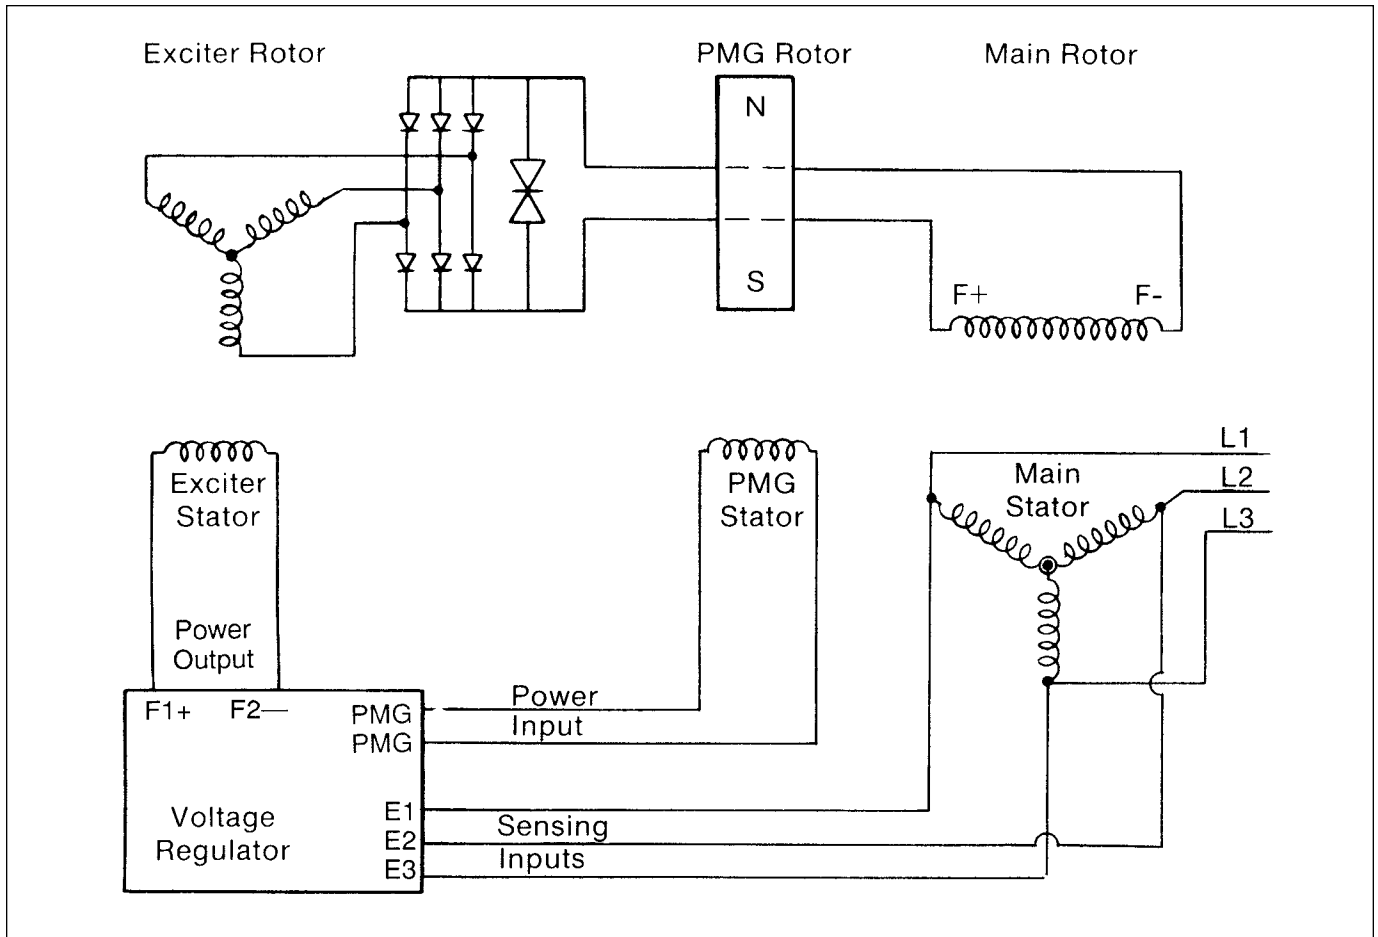 Exciter Rotor
PMG Rotor
Main Rotor
N
S
F+
F-
Exciter
Stator
PMG
Stator
Main
Stator
L1
L2
L3
Power
Output
F1+
F2—
PMG
PMG
Power
Input
Voltage
Regulator
E1
E2
E3
Sensing
Inputs